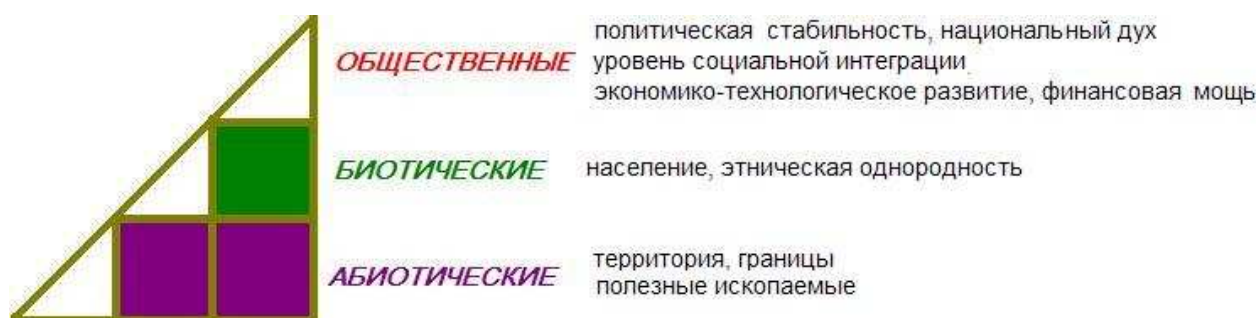 политическая стабильность, национальный дух
ОБЩЕСТВЕННЫЕ уровень социальной интеграции
экономико-технологическое развитие, финансовая мощь
БИОТИЧЕСКИЕ население, этническая однородность
территория, границы
АБИОТИЧЕСКИЕ
полезные ископаемые